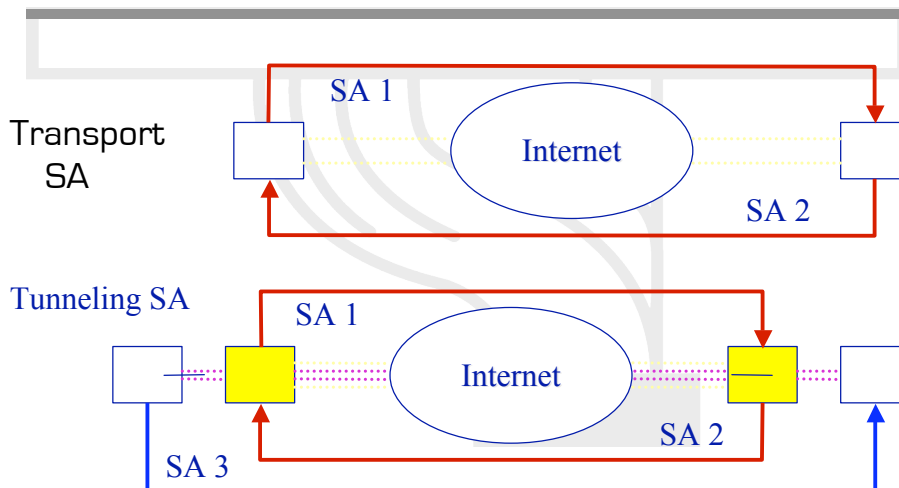 SA 1
Transport
SA
Internet
SA 2
Tunneling SA
SA 1
Internet
SA 2
SA 3